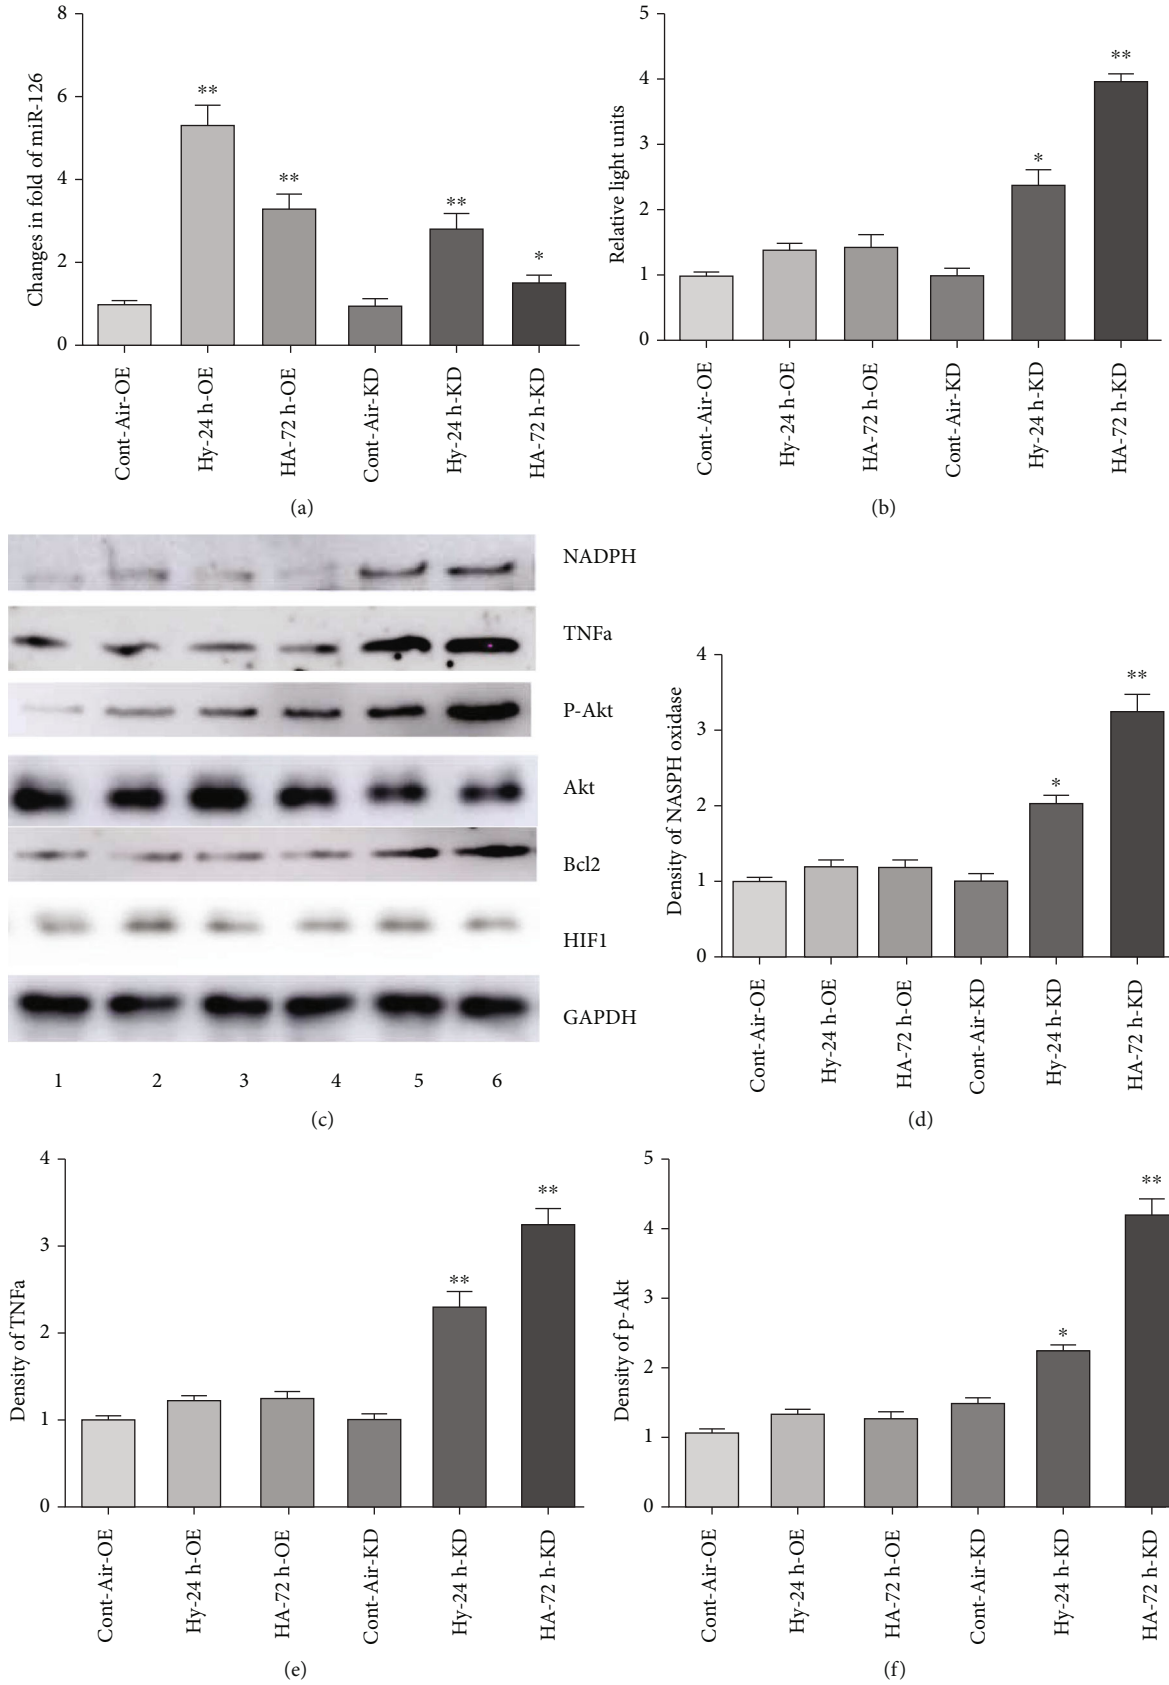 8
6
4
2
0
Changes in fold of miR-126
**
**
**
*
Cont-Air-OE
Hy-24 h-OE
HA-72 h-OE
Cont-Air-KD
Hy-24 h-KD
HA-72 h-KD
(a)
5
4
3
2
1
0
Relative light units
*
**
Cont-Air-OE
Hy-24 h-OE
HA-72 h-OE
Cont-Air-KD
Hy-24 h-KD
HA-72 h-KD
(b)
NADPH
TNFa
P-Akt
Akt
Bcl2
HIF1
GAPDH
1 2 3 4 5 6
(c)
4
3
2
1
0
Density of NASPH oxidase
*
**
Cont-Air-OE
Hy-24 h-OE
HA-72 h-OE
Cont-Air-KD
Hy-24 h-KD
HA-72 h-KD
(d)
4
3
2
1
0
Density of TNFa
**
**
Cont-Air-OE
Hy-24 h-OE
HA-72 h-OE
Cont-Air-KD
Hy-24 h-KD
HA-72 h-KD
(e)
5
4
3
2
1
0
Density of p-Akt
*
**
Cont-Air-OE
Hy-24 h-OE
HA-72 h-OE
Cont-Air-KD
Hy-24 h-KD
HA-72 h-KD
(f)